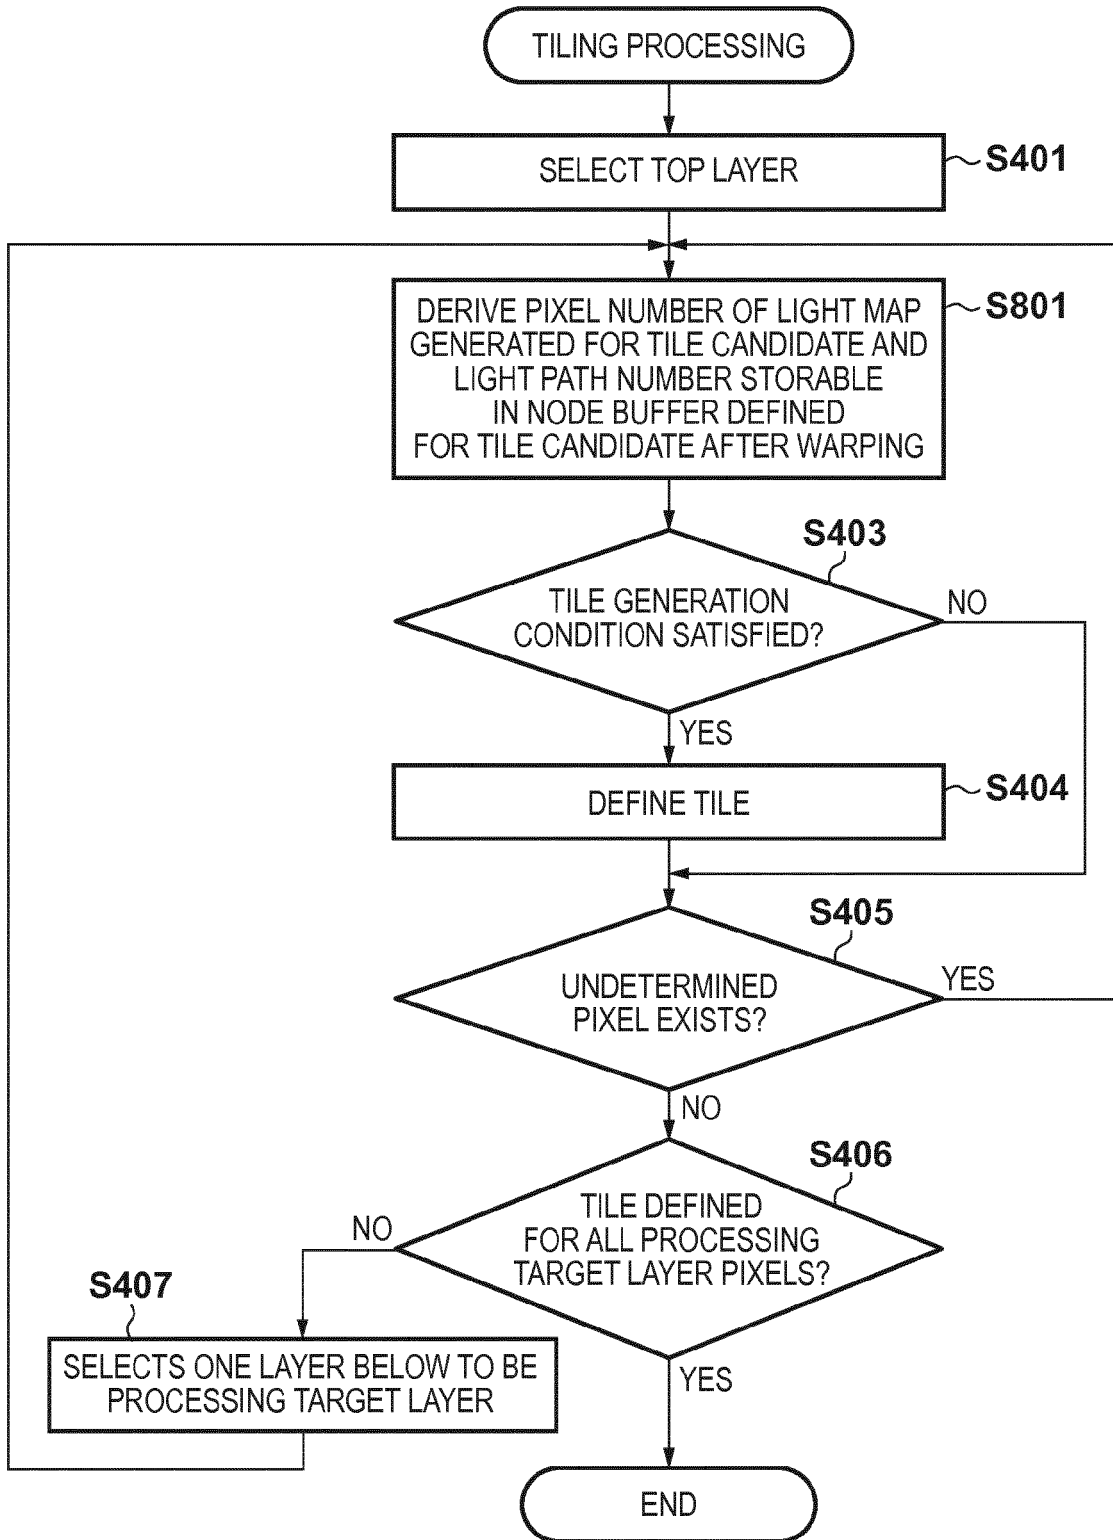 TILING PROCESSING
SELECT TOP LAYER
S401
DERIVE PIXEL NUMBER OF LIGHT MAP
GENERATED FOR TILE CANDIDATE AND
LIGHT PATH NUMBER STORABLE
IN NODE BUFFER DEFINED
FOR TILE CANDIDATE AFTER WARPING
S801
S403
TILE GENERATION
CONDITION SATISFIED?
NO
YES
DEFINE TILE
S404
S405
UNDETERMINED
PIXEL EXISTS?
YES
NO
S406
TILE DEFINED
FOR ALL PROCESSING
TARGET LAYER PIXELS?
NO
YES
S407
SELECTS ONE LAYER BELOW TO BE
PROCESSING TARGET LAYER
END